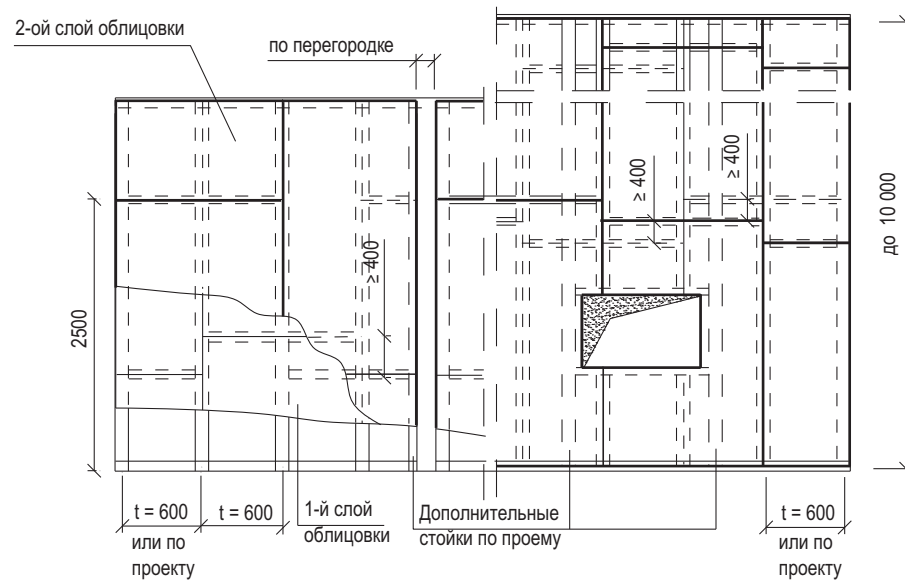 2-ой слой облицовки
по перегородке
≥ 400
≥ 400
до 10 000
≥ 400
2500
t = 600
t = 600
1-й слой
облицовки
Дополнительные
стойки по проему
t = 600
или по
проекту
или по
проекту